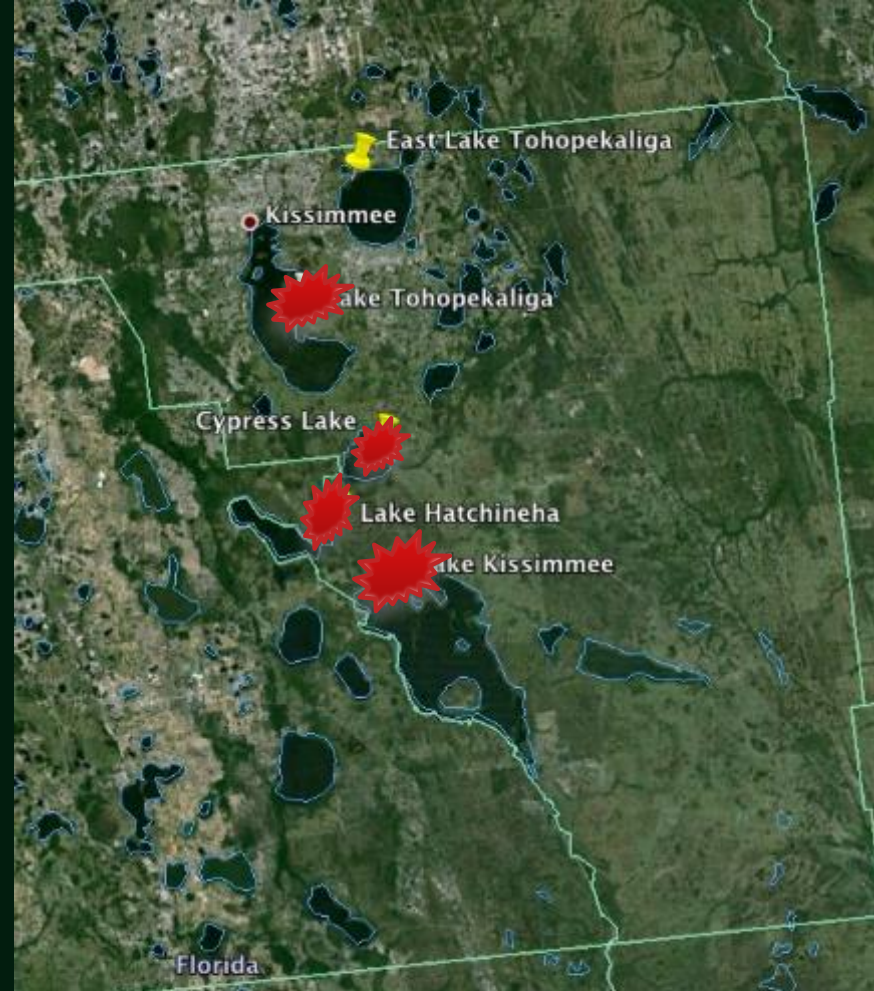 East Lake Tohopekaliga
Kissimmee
ake Tohopekaliga
Cypress Lake
Lake Hatchineha
ake Kissimmee
Florida